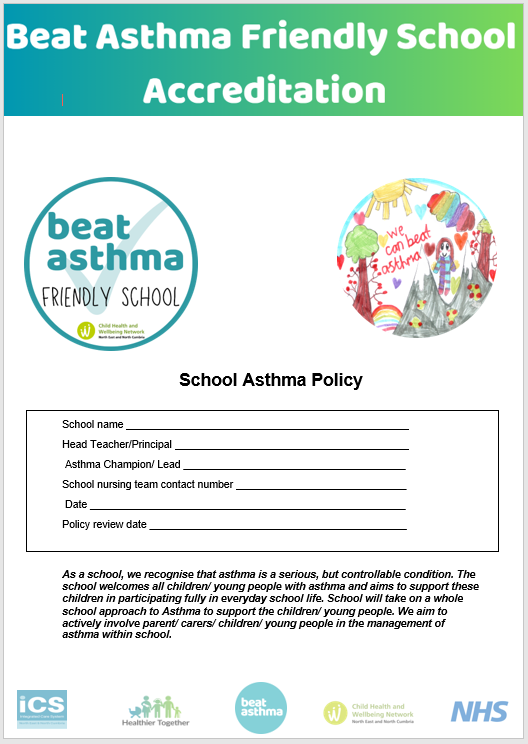 Beat Asthma Friendly School
Accreditation
beat
asthma
FRIENDLY SCHOOL
Child Health and
Wellbeing Network
North East and North Cumbria
we
can beat
asthma
School Asthma Policy
School name
Head Teacher/Principal
Asthma Champion/ Lead
School nursing team contact number
Date
Policy review date
As a school, we recognise that asthma is a serious, but controllable condition. The
school welcomes all children/ young people with asthma and aims to support these
children in participating fully in everyday school life. School will take on a whole
school approach to Asthma to support the children/ young people. We aim to
actively involve parent/ carers/ children/ young people in the management of
asthma within school.
ics
Healthier Together
beat
asthma
Child Health and
Wellbeing Network
North East and North Cumbria
NHS